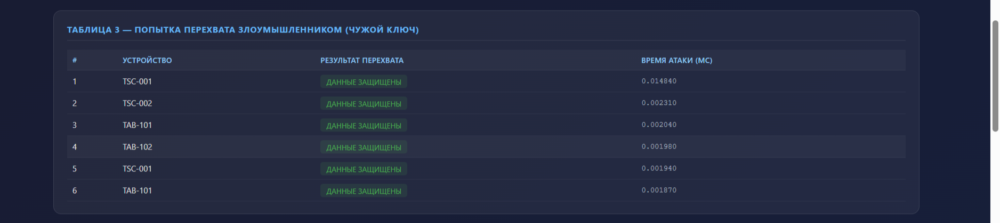 ТАБЛИЦА 3 — ПОПЫТКА ПЕРЕХВАТА ЗЛОУМЫШЛЕННИКОМ (ЧУЖОЙ КЛЮЧ)
# УСТРОЙСТВО РЕЗУЛЬТАТ ПЕРЕХВАТА ВРЕМЯ АТАКИ (МС)
1 TSC-001 ДАННЫЕ ЗАЩИЩЕНЫ 0.014840
2 TSC-002 ДАННЫЕ ЗАЩИЩЕНЫ 0.002310
3 TAB-101 ДАННЫЕ ЗАЩИЩЕНЫ 0.002040
4 TAB-102 ДАННЫЕ ЗАЩИЩЕНЫ 0.001980
5 TSC-001 ДАННЫЕ ЗАЩИЩЕНЫ 0.001940
6 TAB-101 ДАННЫЕ ЗАЩИЩЕНЫ 0.001870